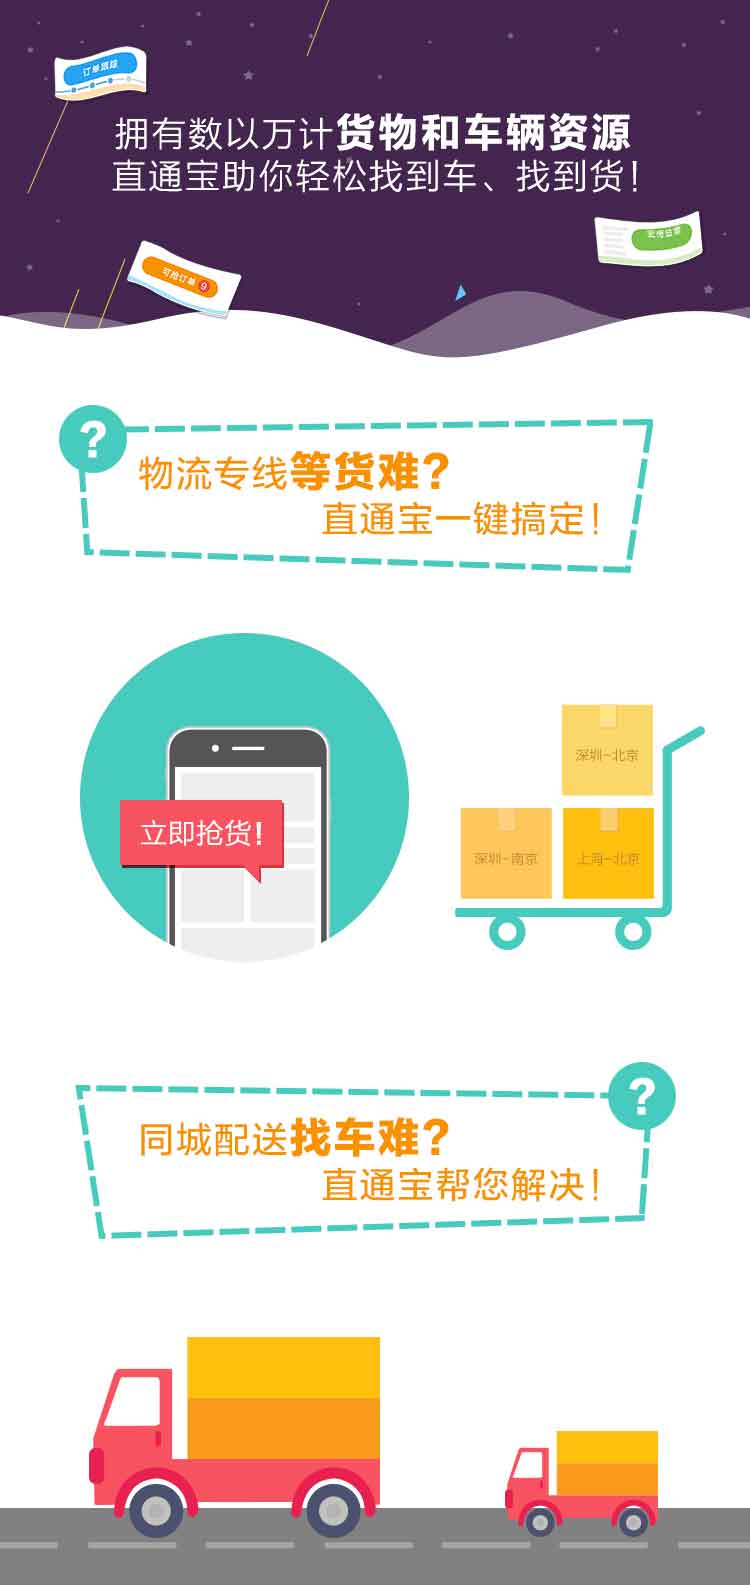 订单跟踪
拥有数以万计货物和车辆资源
直通宝助你轻松找到车、找到货！
可抢订单 9
?
物流专线等货难?
直通宝一键搞定！
立即抢货！
深圳-北京
深圳-南京
上海-北京
?
同城配送找车难?
直通宝帮您解决！